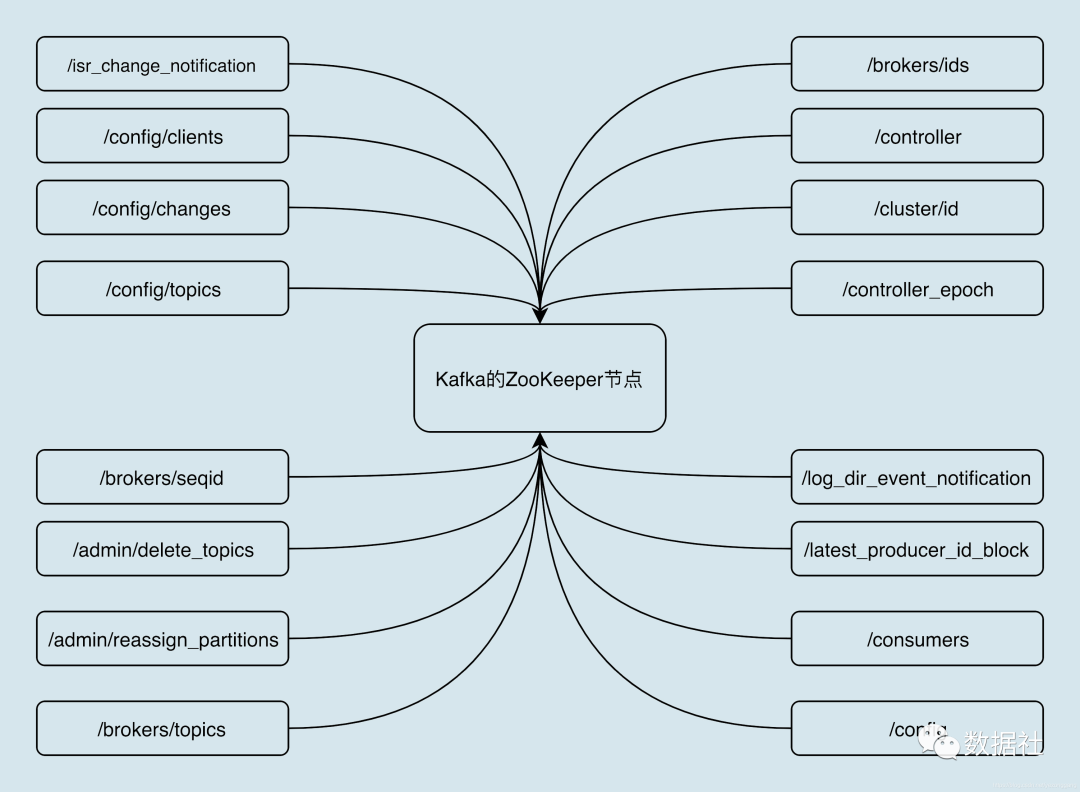 /isr_change_notification
/config/clients
/config/changes
/config/topics
/brokers/ids
/controller
/cluster/id
/controller_epoch
Kafka的ZooKeeper节点
/brokers/seqid
/admin/delete_topics
/admin/reassign_partitions
/brokers/topics
/log_dir_event_notification
/latest_producer_id_block
/consumers
/config
数据社